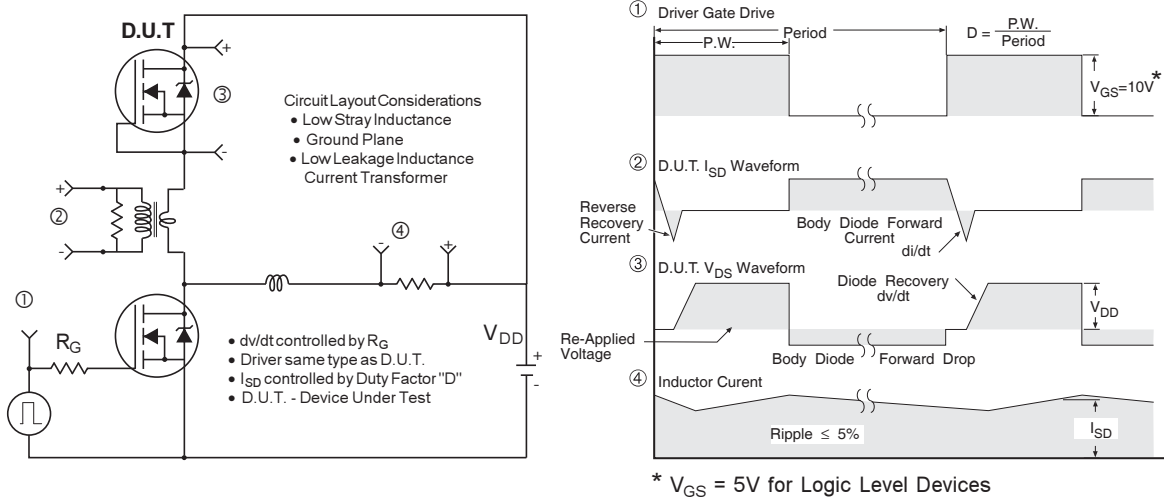 D.U.T
+
③
-
Circuit Layout Considerations
• Low Stray Inductance
• Ground Plane
• Low Leakage Inductance
Current Transformer
+
②
-
④
-
+
①
R_G
• dv/dt controlled by R_G
• Driver same type as D.U.T.
• I_SD controlled by Duty Factor "D"
• D.U.T. - Device Under Test
V_DD
+
-
① Driver Gate Drive
P.W.
Period
D = P.W. / Period
V_GS=10V *
② D.U.T. I_SD Waveform
Reverse
Recovery
Current
Body Diode Forward
Current
di/dt
③ D.U.T. V_DS Waveform
Diode Recovery
dv/dt
V_DD
Re-Applied
Voltage
Body Diode Forward Drop
④ Inductor Curent
Ripple ≤ 5%
I_SD
* V_GS = 5V for Logic Level Devices